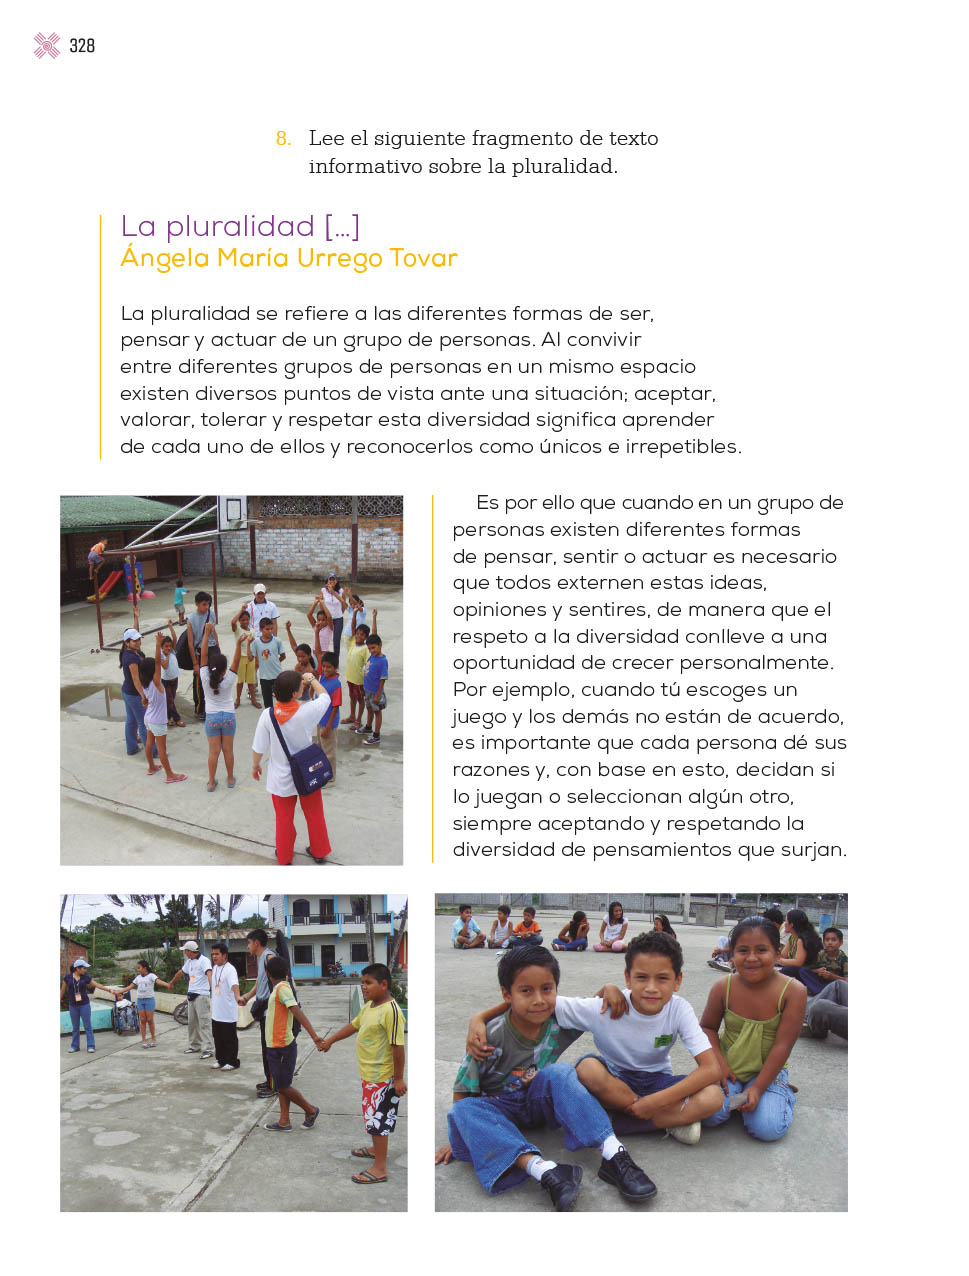 328
8. Lee el siguiente fragmento de texto
informativo sobre la pluralidad.
La pluralidad [...]
Ángela María Urrego Tovar
La pluralidad se refiere a las diferentes formas de ser,
pensar y actuar de un grupo de personas. Al convivir
entre diferentes grupos de personas en un mismo espacio
existen diversos puntos de vista ante una situación; aceptar,
valorar, tolerar y respetar esta diversidad significa aprender
de cada uno de ellos y reconocerlos como únicos e irrepetibles.
Es por ello que cuando en un grupo de
personas existen diferentes formas
de pensar, sentir o actuar es necesario
que todos externen estas ideas,
opiniones y sentires, de manera que el
respeto a la diversidad conlleve a una
oportunidad de crecer personalmente.
Por ejemplo, cuando tú escoges un
juego y los demás no están de acuerdo,
es importante que cada persona dé sus
razones y, con base en esto, decidan si
lo juegan o seleccionan algún otro,
siempre aceptando y respetando la
diversidad de pensamientos que surjan.